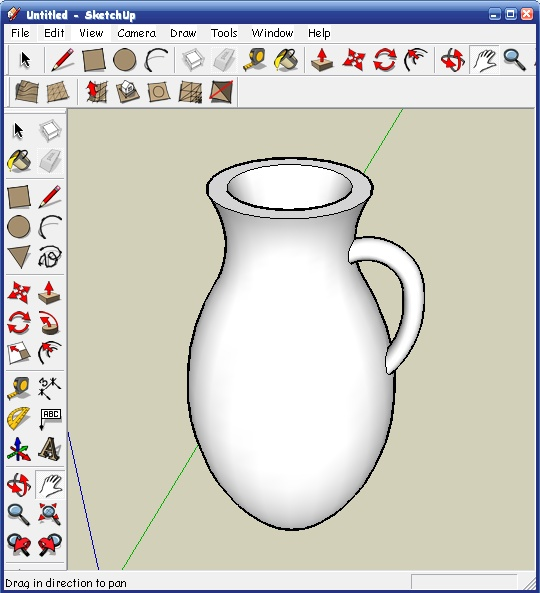 Untitled - SketchUp
File Edit View Camera Draw Tools Window Help
ABC
A
Drag in direction to pan